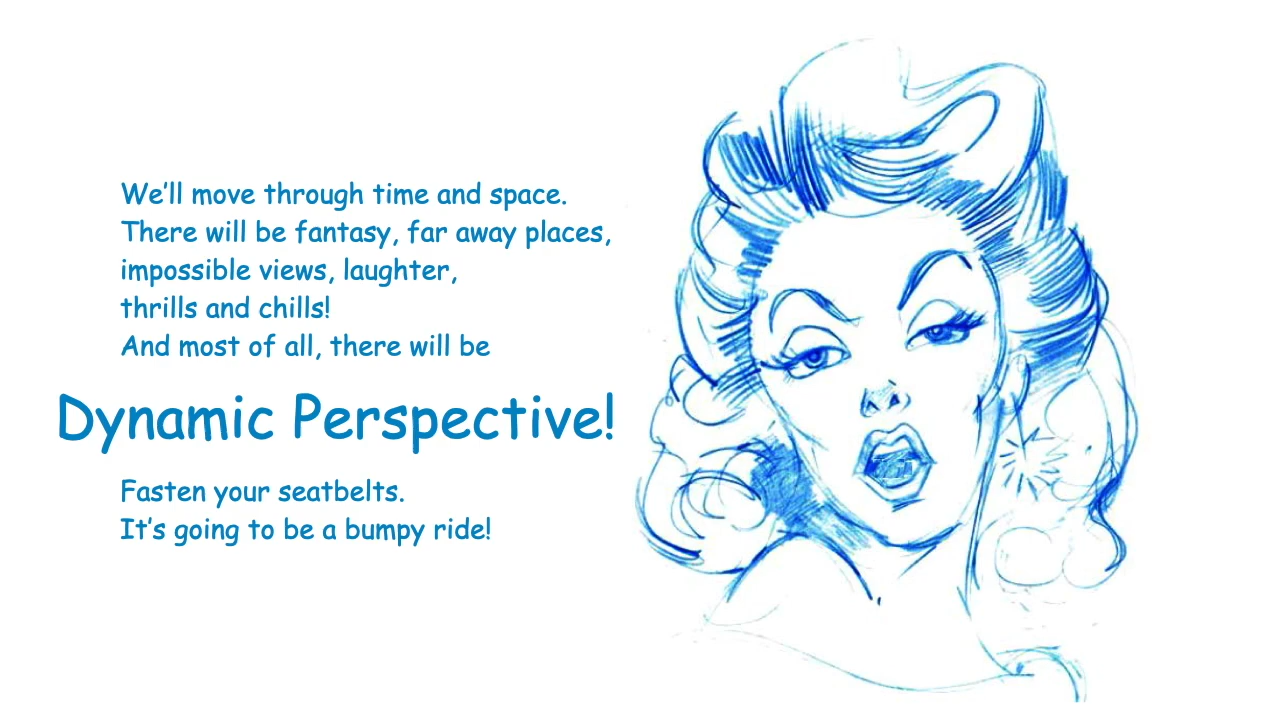 We'll move through time and space.
There will be fantasy, far away places,
impossible views, laughter,
thrills and chills!
And most of all, there will be
Dynamic Perspective!
Fasten your seatbelts.
It's going to be a bumpy ride!